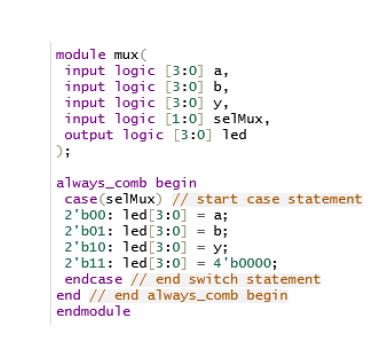 module mux(
input logic [3:0] a,
input logic [3:0] b,
input logic [3:0] y,
input logic [1:0] selMux,
output logic [3:0] led
);
always_comb begin
case(selMux) // start case statement
2'b00: led[3:0] = a;
2'b01: led[3:0] = b;
2'b10: led[3:0] = y;
2'b11: led[3:0] = 4'b0000;
endcase // end switch statement
end // end always_comb begin
endmodule